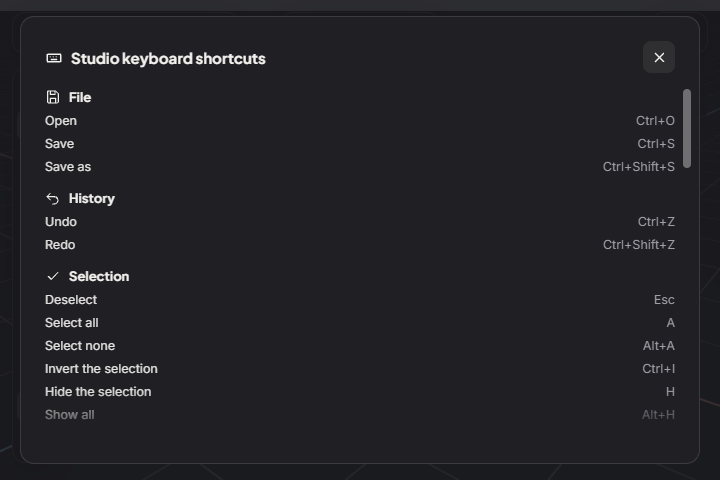 Studio keyboard shortcuts
File
Open Ctrl+O
Save Ctrl+S
Save as Ctrl+Shift+S
History
Undo Ctrl+Z
Redo Ctrl+Shift+Z
Selection
Deselect Esc
Select all A
Select none Alt+A
Invert the selection Ctrl+I
Hide the selection H
Show all Alt+H